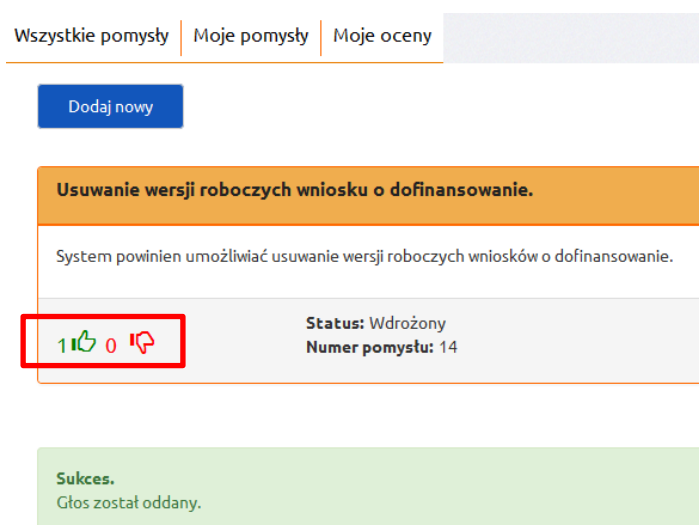 Wszystkie pomysły Moje pomysły Moje oceny
Dodaj nowy
Usuwanie wersji roboczych wniosku o dofinansowanie.
System powinien umożliwiać usuwanie wersji roboczych wniosków o dofinansowanie.
1 0
Status: Wdrożony
Numer pomysłu: 14
Sukces.
Głos został oddany.